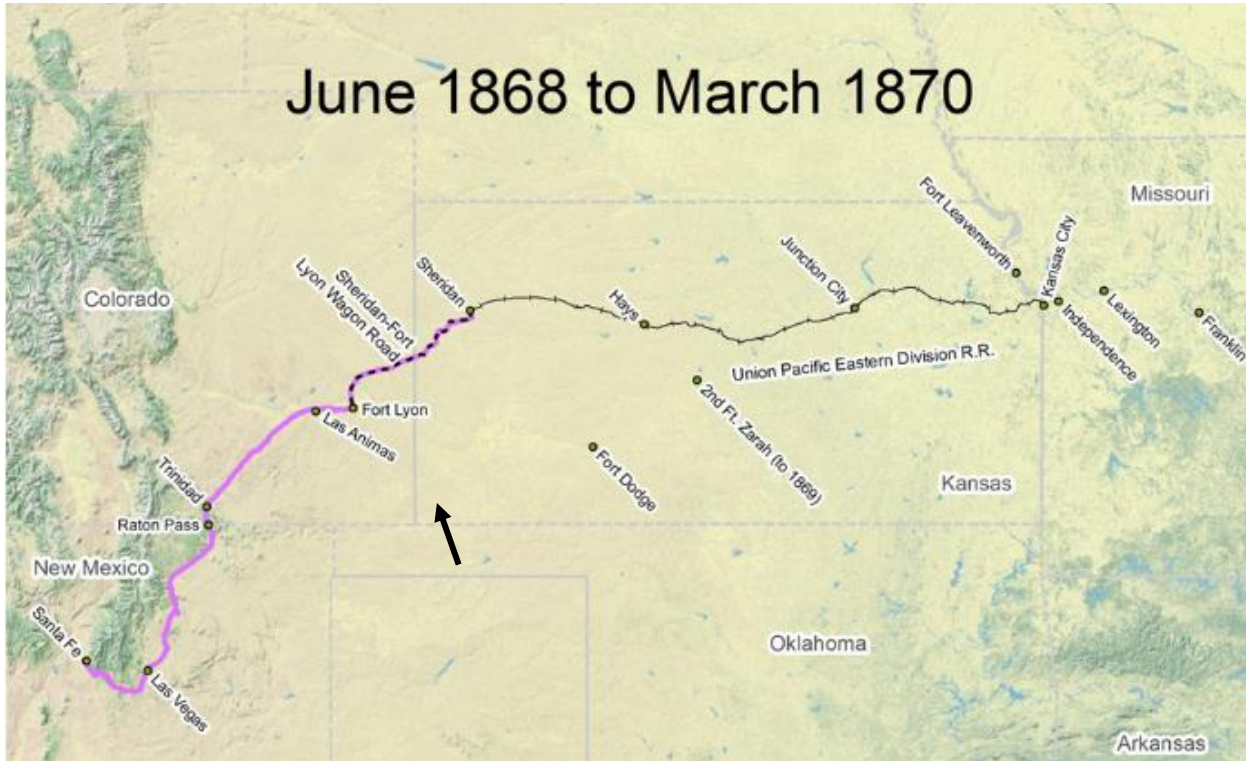 June 1868 to March 1870
Missouri
Fort Leavenworth
Kansas City
Colorado
Sheridan-Fort
Lyon Wagon Road
Sheridan
Hays
Junction City
Independence
Lexington
Franklin
Union Pacific Eastern Division R.R.
2nd Ft. Zarah (to 1869)
Fort Lyon
Las Animas
Fort Dodge
Kansas
Trinidad
Raton Pass
New Mexico
Santa Fe
Las Vegas
Oklahoma
Arkansas